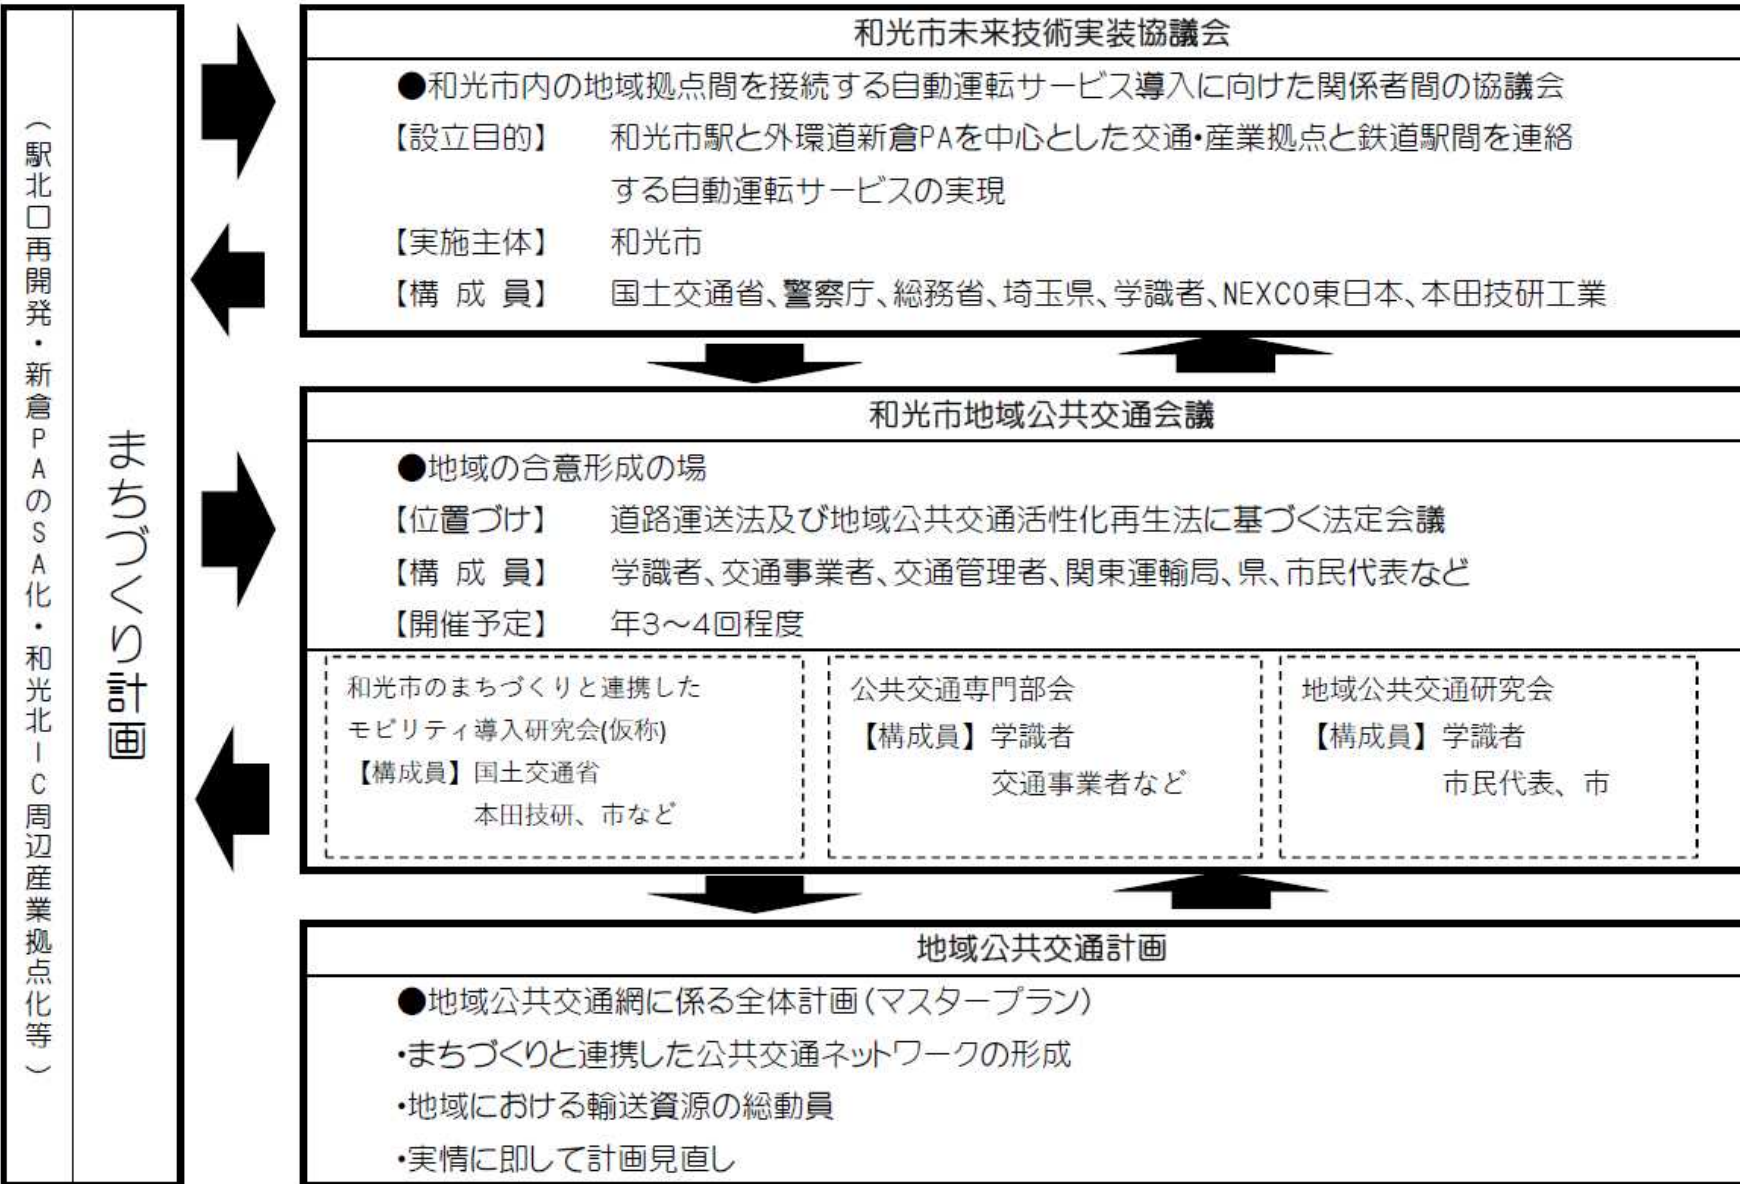 まちづくり計画
（駅北口再開発・新倉PAのSA化・和光北IC周辺産業拠点化等）
和光市未来技術実装協議会
●和光市内の地域拠点間を接続する自動運転サービス導入に向けた関係者間の協議会
【設立目的】 和光市駅と外環道新倉PAを中心とした交通・産業拠点と鉄道駅間を連絡
する自動運転サービスの実現
【実施主体】 和光市
【構成員】 国土交通省、警察庁、総務省、埼玉県、学識者、NEXCO東日本、本田技研工業
和光市地域公共交通会議
●地域の合意形成の場
【位置づけ】 道路運送法及び地域公共交通活性化再生法に基づく法定会議
【構成員】 学識者、交通事業者、交通管理者、関東運輸局、県、市民代表など
【開催予定】 年3～4回程度
和光市のまちづくりと連携した
モビリティ導入研究会(仮称)
【構成員】国土交通省
本田技研、市など
公共交通専門部会
【構成員】学識者
交通事業者など
地域公共交通研究会
【構成員】学識者
市民代表、市
地域公共交通計画
●地域公共交通網に係る全体計画（マスタープラン）
・まちづくりと連携した公共交通ネットワークの形成
・地域における輸送資源の総動員
・実情に即して計画見直し